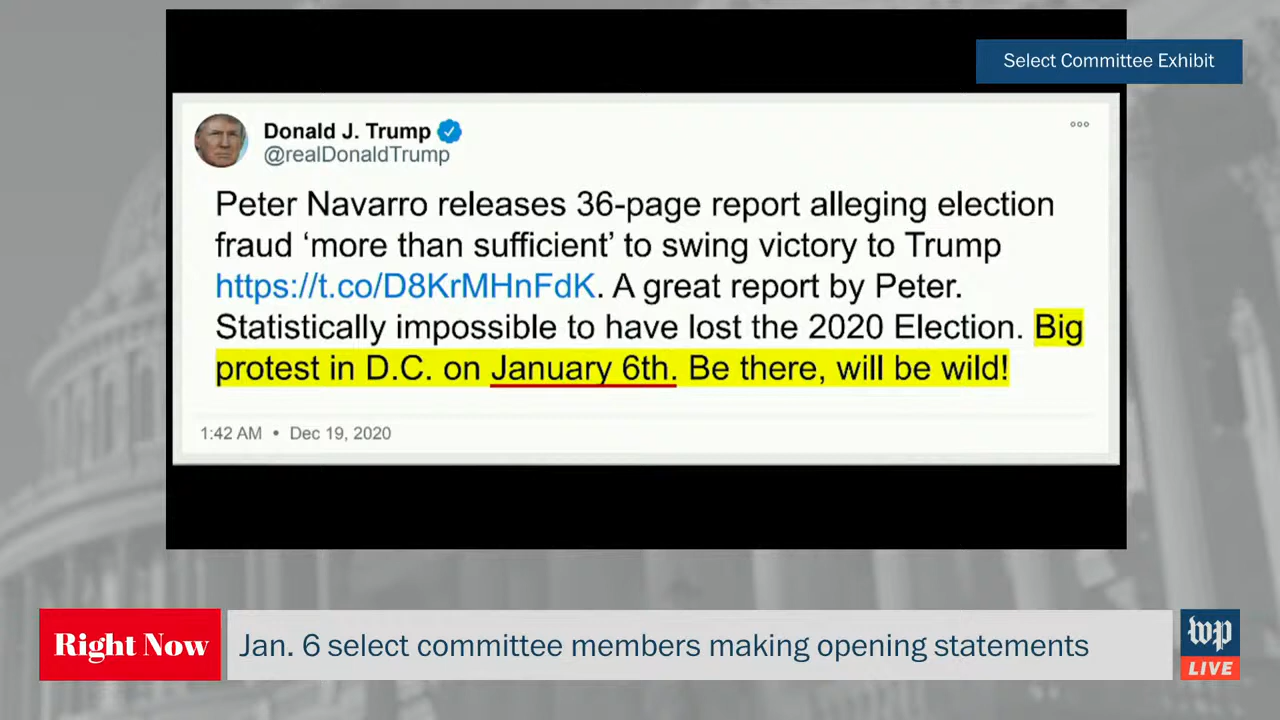 Select Committee Exhibit
Donald J. Trump
@realDonaldTrump
Peter Navarro releases 36-page report alleging election
fraud ‘more than sufficient’ to swing victory to Trump
https://t.co/D8KrMHnFdK. A great report by Peter.
Statistically impossible to have lost the 2020 Election. Big
protest in D.C. on January 6th. Be there, will be wild!
1:42 AM • Dec 19, 2020
Right Now
Jan. 6 select committee members making opening statements
wp
LIVE